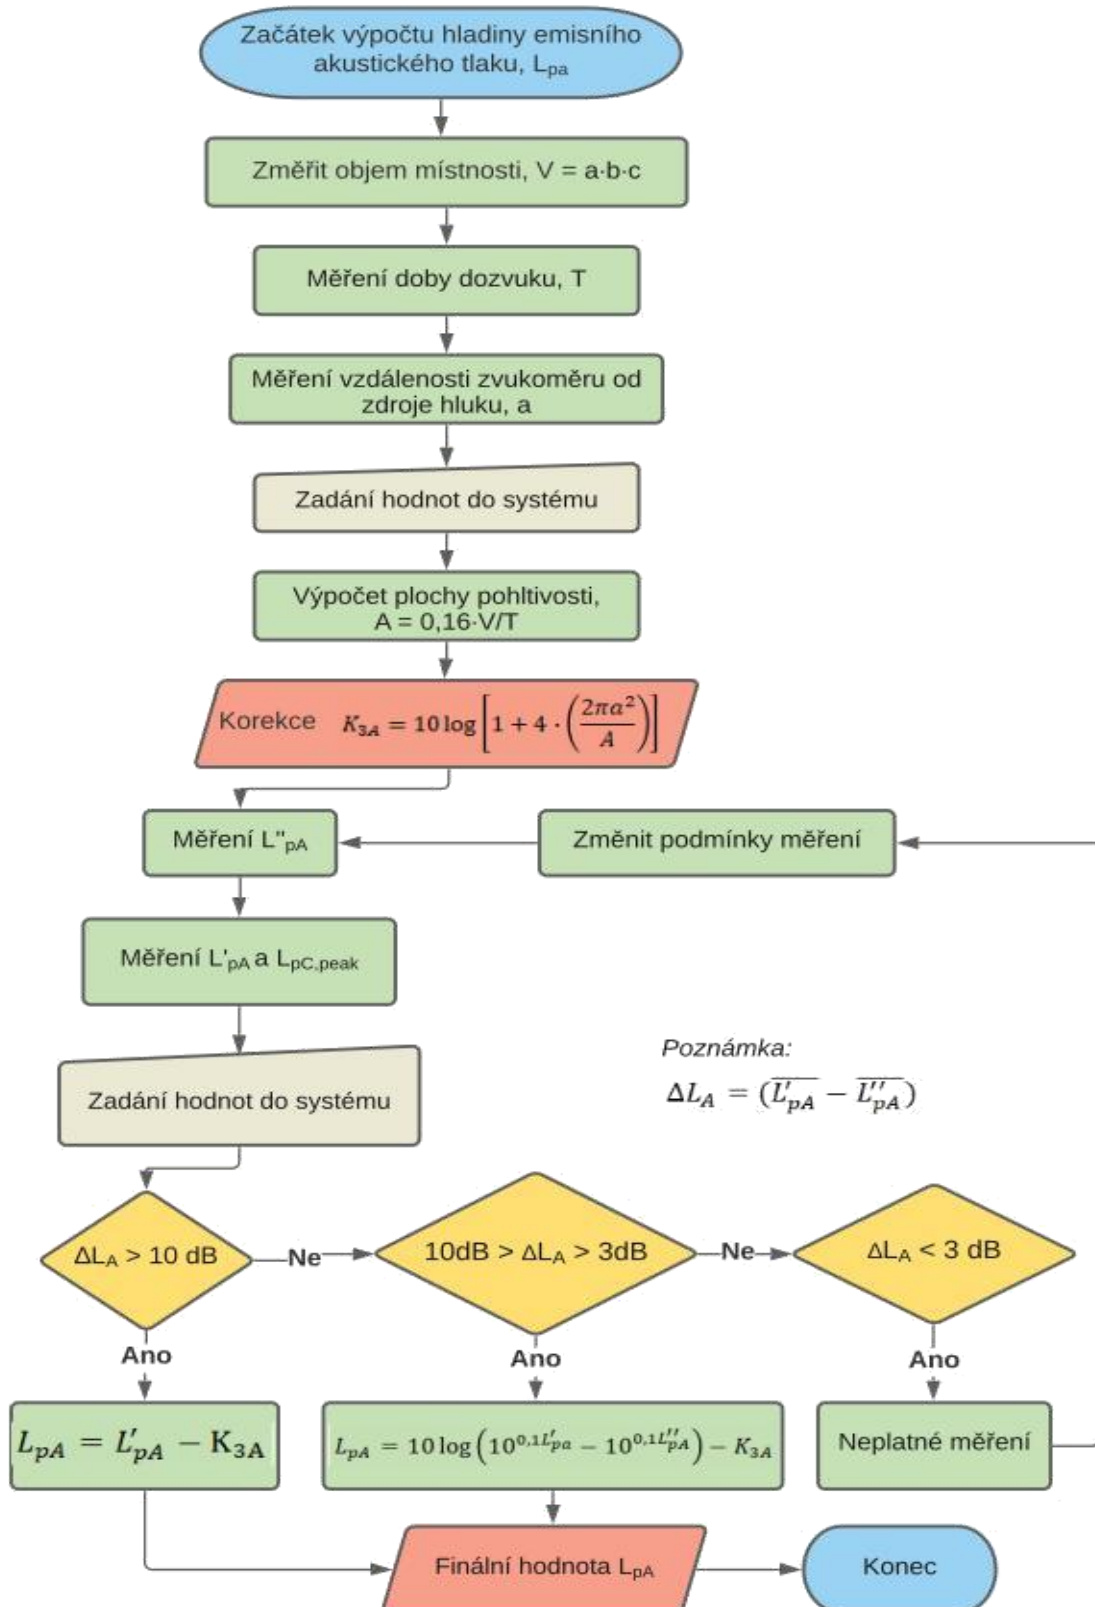 Začátek výpočtu hladiny emisního
akustického tlaku, Lpa
Změřit objem místnosti, V = a·b·c
Měření doby dozvuku, T
Měření vzdálenosti zvukoměru od
zdroje hluku, a
Zadání hodnot do systému
Výpočet plochy pohltivosti,
A = 0,16·V/T
Korekce K₃A = 10 log [1 + 4 · (2πa²/A)]
Měření L''pA
Změnit podmínky měření
Měření L'pA a LpC,peak
Poznámka:
ΔLA = (L'pA − L''pA)
Zadání hodnot do systému
ΔLA > 10 dB
Ne
10dB > ΔLA > 3dB
Ne
ΔLA < 3 dB
Ano
Ano
Ano
LpA = L'pA − K₃A
LpA = 10 log (10^0,1L'pa − 10^0,1L''pA) − K₃A
Neplatné měření
Finální hodnota LpA
Konec